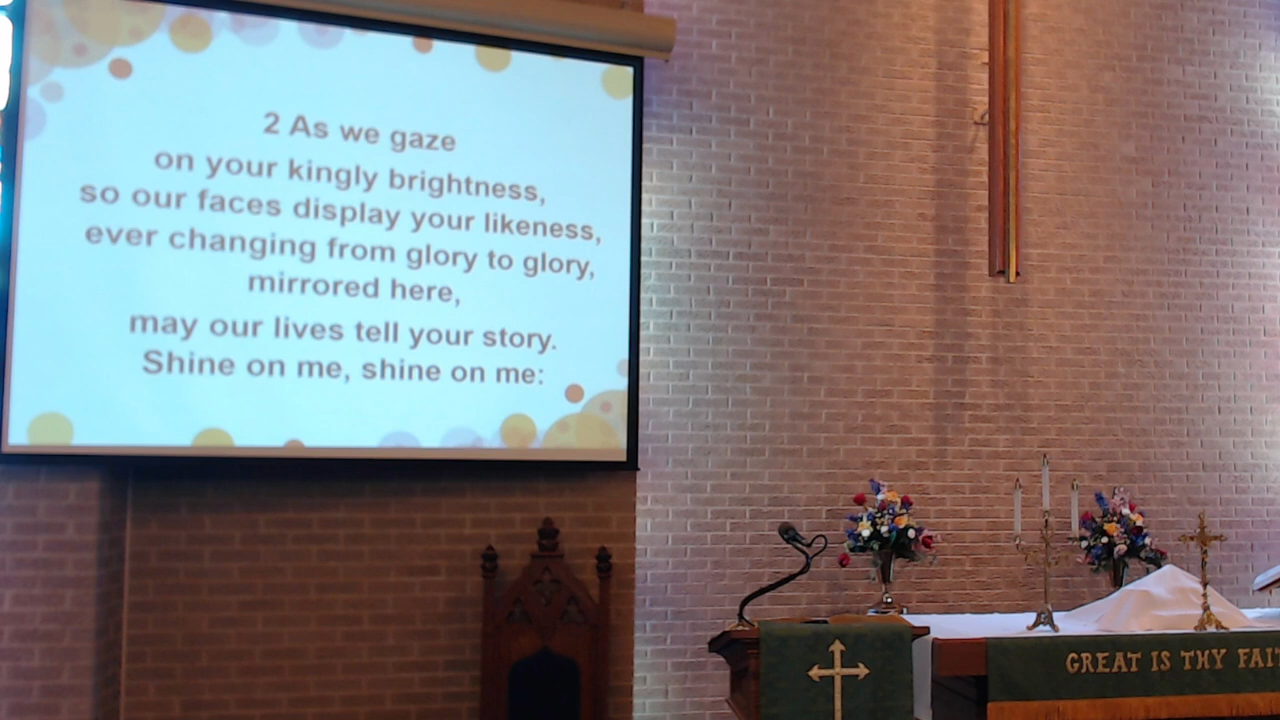 2 As we gaze
on your kingly brightness,
so our faces display your likeness,
ever changing from glory to glory,
mirrored here,
may our lives tell your story.
Shine on me, shine on me:
GREAT IS THY FAI